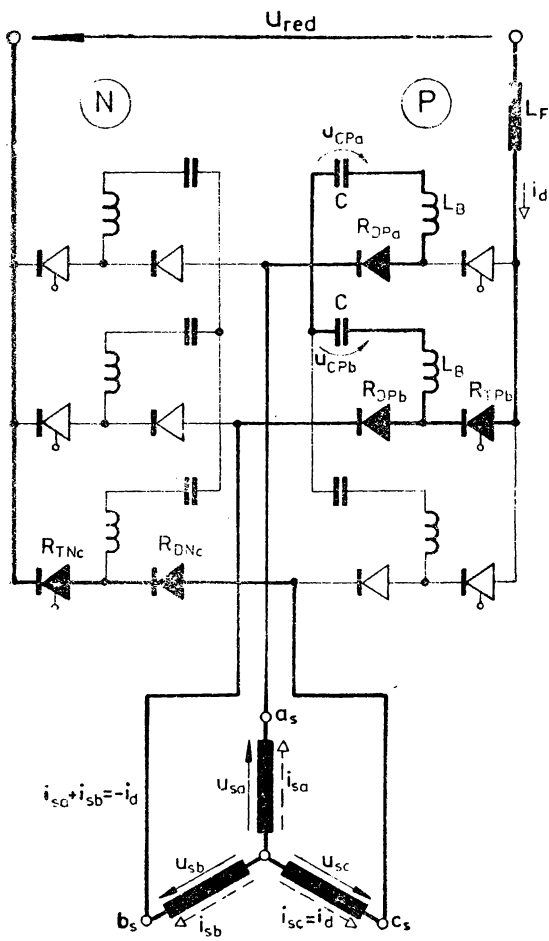 u_red
N
P
L_F
u_CPa
i_d
C
L_B
R_DPa
C
u_CPb
L_B
R_DPb
R_TPb
R_TNc
R_DNc
a_s
i_sa+i_sb=-i_d
u_sa
i_sa
u_sb
u_sc
b_s
i_sb
i_sc=i_d
c_s